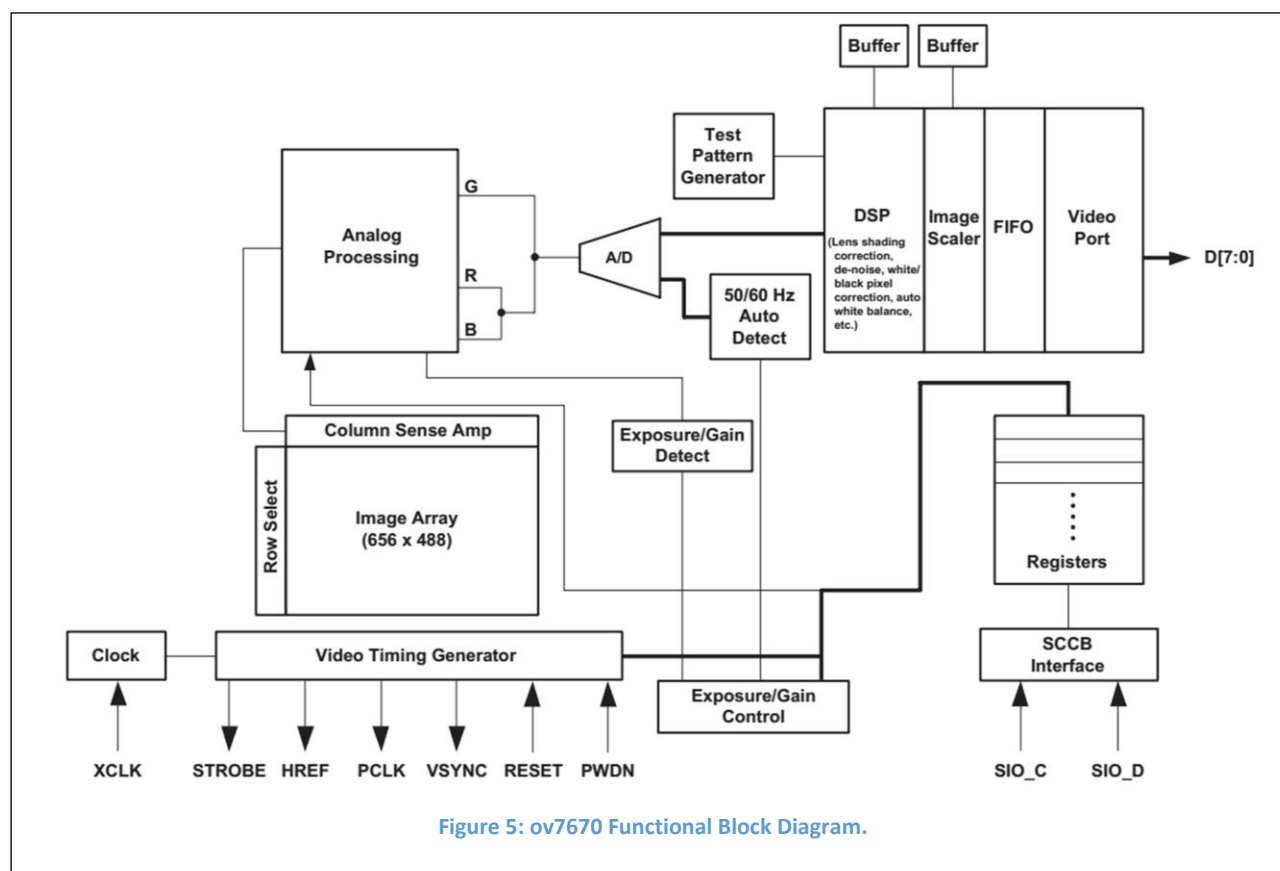 Buffer
Buffer
Test
Pattern
Generator
DSP
(Lens shading
correction,
de-noise, white/
black pixel
correction, auto
white balance,
etc.)
Image
Scaler
FIFO
Video
Port
D[7:0]
Analog
Processing
G
R
B
A/D
50/60 Hz
Auto
Detect
Column Sense Amp
Exposure/Gain
Detect
Row Select
Image Array
(656 x 488)
Registers
Clock
Video Timing Generator
SCCB
Interface
Exposure/Gain
Control
XCLK
STROBE
HREF
PCLK
VSYNC
RESET
PWDN
SIO_C
SIO_D
Figure 5: ov7670 Functional Block Diagram.